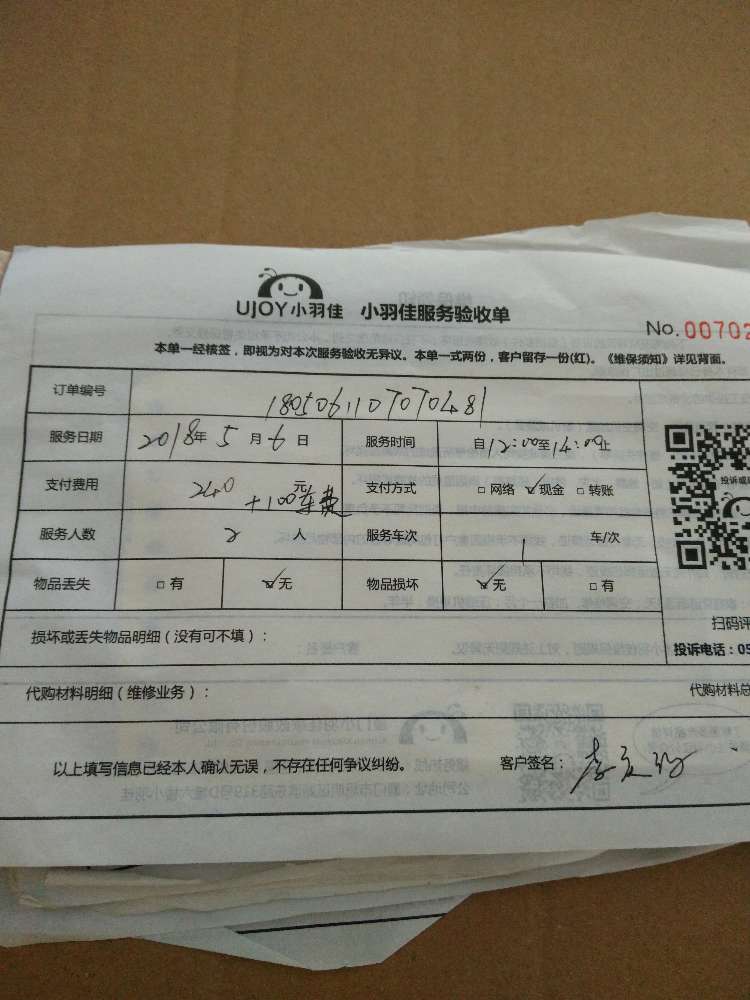 UJOY小羽佳 小羽佳服务验收单
No.00702
本单一经核签,即视为对本次服务验收无异议。本单一式两份,客户留存一份(红)。《维保须知》详见背面。
订单编号
服务日期 2018年5月6日 服务时间 自12:00至14:00止
支付费用 240元+100车费 支付方式 □网络 ☑现金 □转账
投诉或
服务人数 2人 服务车次 1 车/次
物品丢失 □有 ☑无 物品损坏 ☑无 □有
扫码评
损坏或丢失物品明细(没有可不填):
投诉电话:05
代购材料明细(维修业务): 代购材料总
以上填写信息已经本人确认无误,不存在任何争议纠纷。 客户签名: